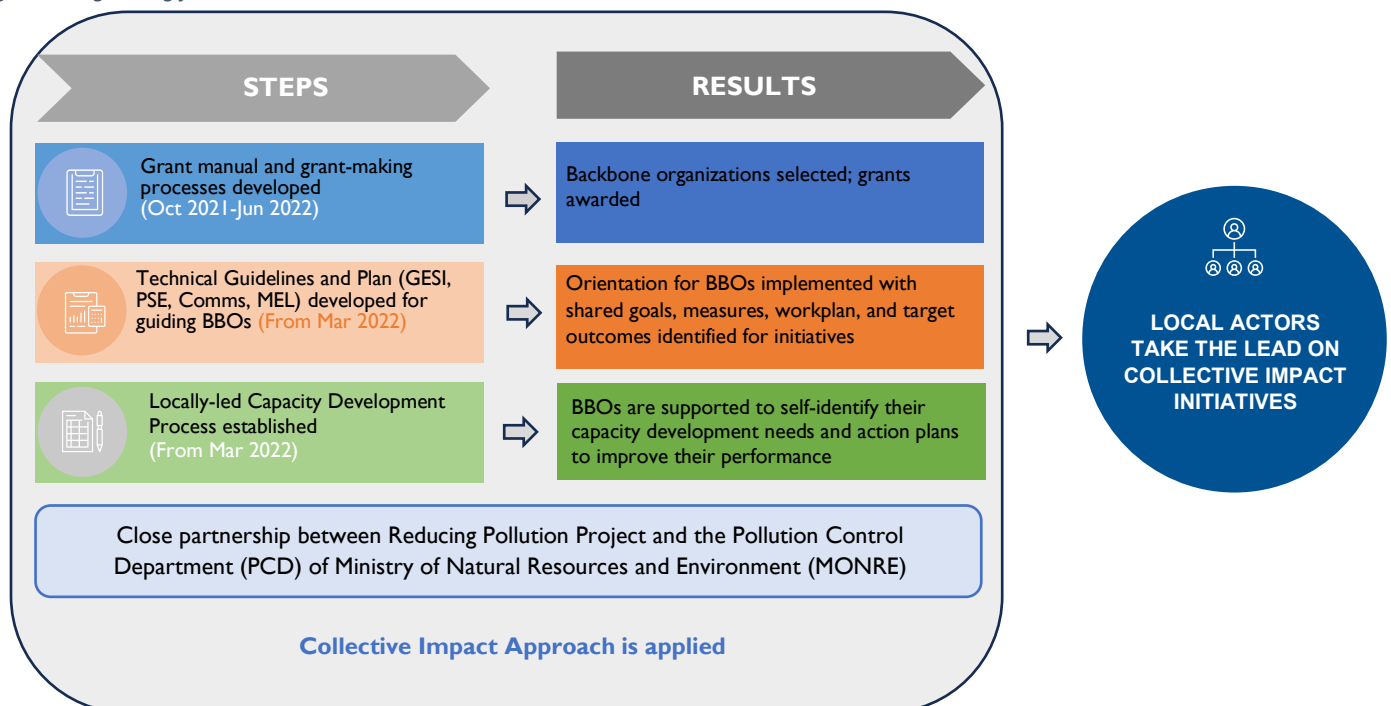 STEPS
RESULTS
Grant manual and grant-making
processes developed
(Oct 2021-Jun 2022)
Backbone organizations selected; grants
awarded
Technical Guidelines and Plan (GESI,
PSE, Comms, MEL) developed for
guiding BBOs (From Mar 2022)
Orientation for BBOs implemented with
shared goals, measures, workplan, and target
outcomes identified for initiatives
Locally-led Capacity Development
Process established
(From Mar 2022)
BBOs are supported to self-identify their
capacity development needs and action plans
to improve their performance
LOCAL ACTORS
TAKE THE LEAD ON
COLLECTIVE IMPACT
INITIATIVES
Close partnership between Reducing Pollution Project and the Pollution Control
Department (PCD) of Ministry of Natural Resources and Environment (MONRE)
Collective Impact Approach is applied